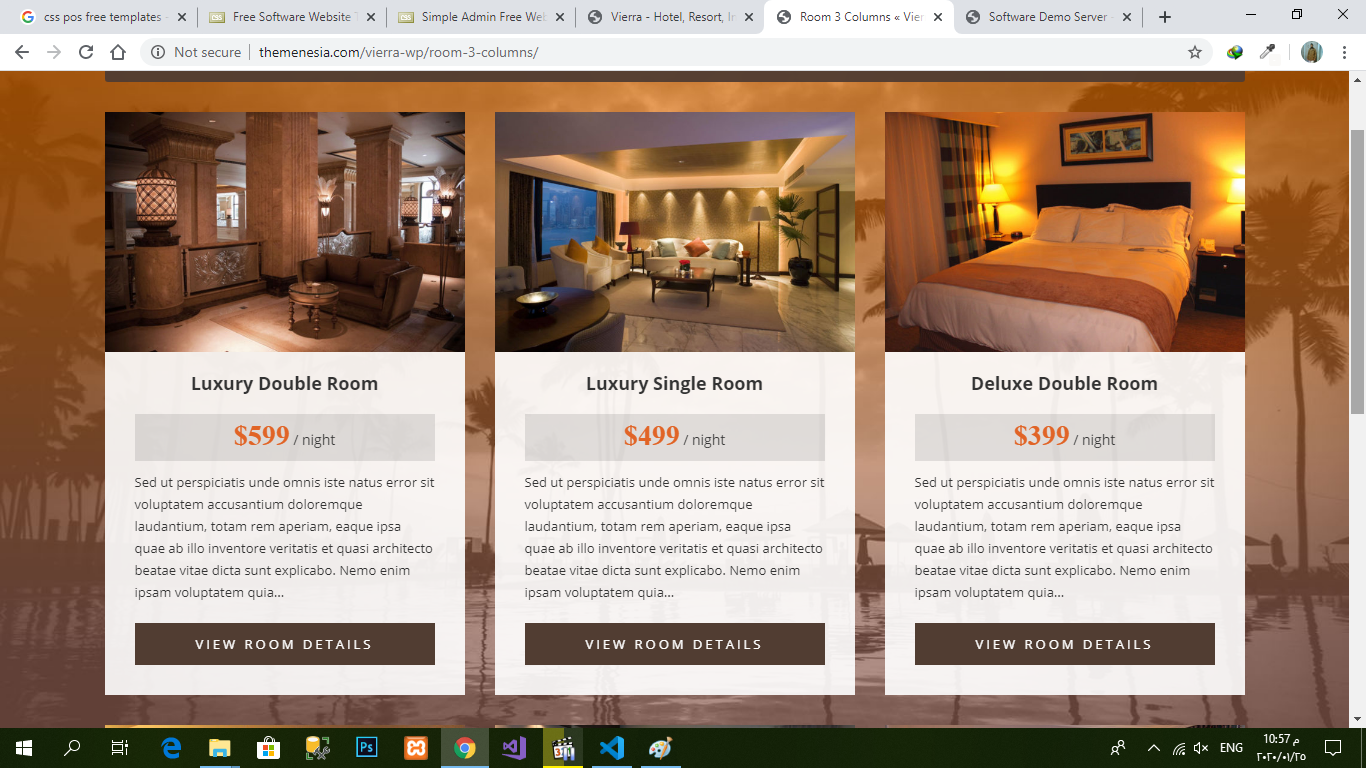 css pos free templates -
Free Software Website T
Simple Admin Free Web
Vierra - Hotel, Resort, In
Room 3 Columns « Vier
Software Demo Server -
Not secure
themenesia.com/vierra-wp/room-3-columns/
Luxury Double Room
$599 / night
Sed ut perspiciatis unde omnis iste natus error sit
voluptatem accusantium doloremque
laudantium, totam rem aperiam, eaque ipsa
quae ab illo inventore veritatis et quasi architecto
beatae vitae dicta sunt explicabo. Nemo enim
ipsam voluptatem quia...
VIEW ROOM DETAILS
Luxury Single Room
$499 / night
Sed ut perspiciatis unde omnis iste natus error sit
voluptatem accusantium doloremque
laudantium, totam rem aperiam, eaque ipsa
quae ab illo inventore veritatis et quasi architecto
beatae vitae dicta sunt explicabo. Nemo enim
ipsam voluptatem quia...
VIEW ROOM DETAILS
Deluxe Double Room
$399 / night
Sed ut perspiciatis unde omnis iste natus error sit
voluptatem accusantium doloremque
laudantium, totam rem aperiam, eaque ipsa
quae ab illo inventore veritatis et quasi architecto
beatae vitae dicta sunt explicabo. Nemo enim
ipsam voluptatem quia...
VIEW ROOM DETAILS
Ps
321
ENG
10:57 م
٢٠٢٠/٠١/٢٥